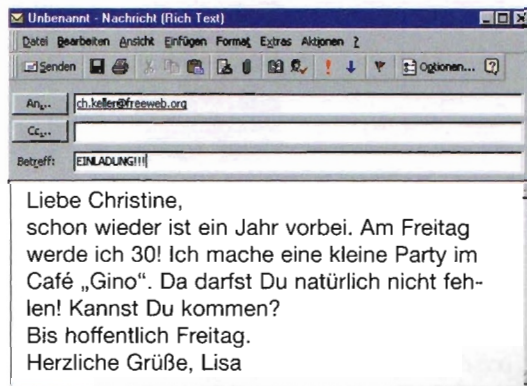 Unbenannt - Nachricht (Rich Text)
Datei Bearbeiten Ansicht Einfügen Format Extras Aktionen ?
Senden Optionen...
An...
ch.keller@freeweb.org
Cc...
Betreff: EINLADUNG!!!
Liebe Christine,
schon wieder ist ein Jahr vorbei. Am Freitag
werde ich 30! Ich mache eine kleine Party im
Café „Gino“. Da darfst Du natürlich nicht feh-
len! Kannst Du kommen?
Bis hoffentlich Freitag.
Herzliche Grüße, Lisa